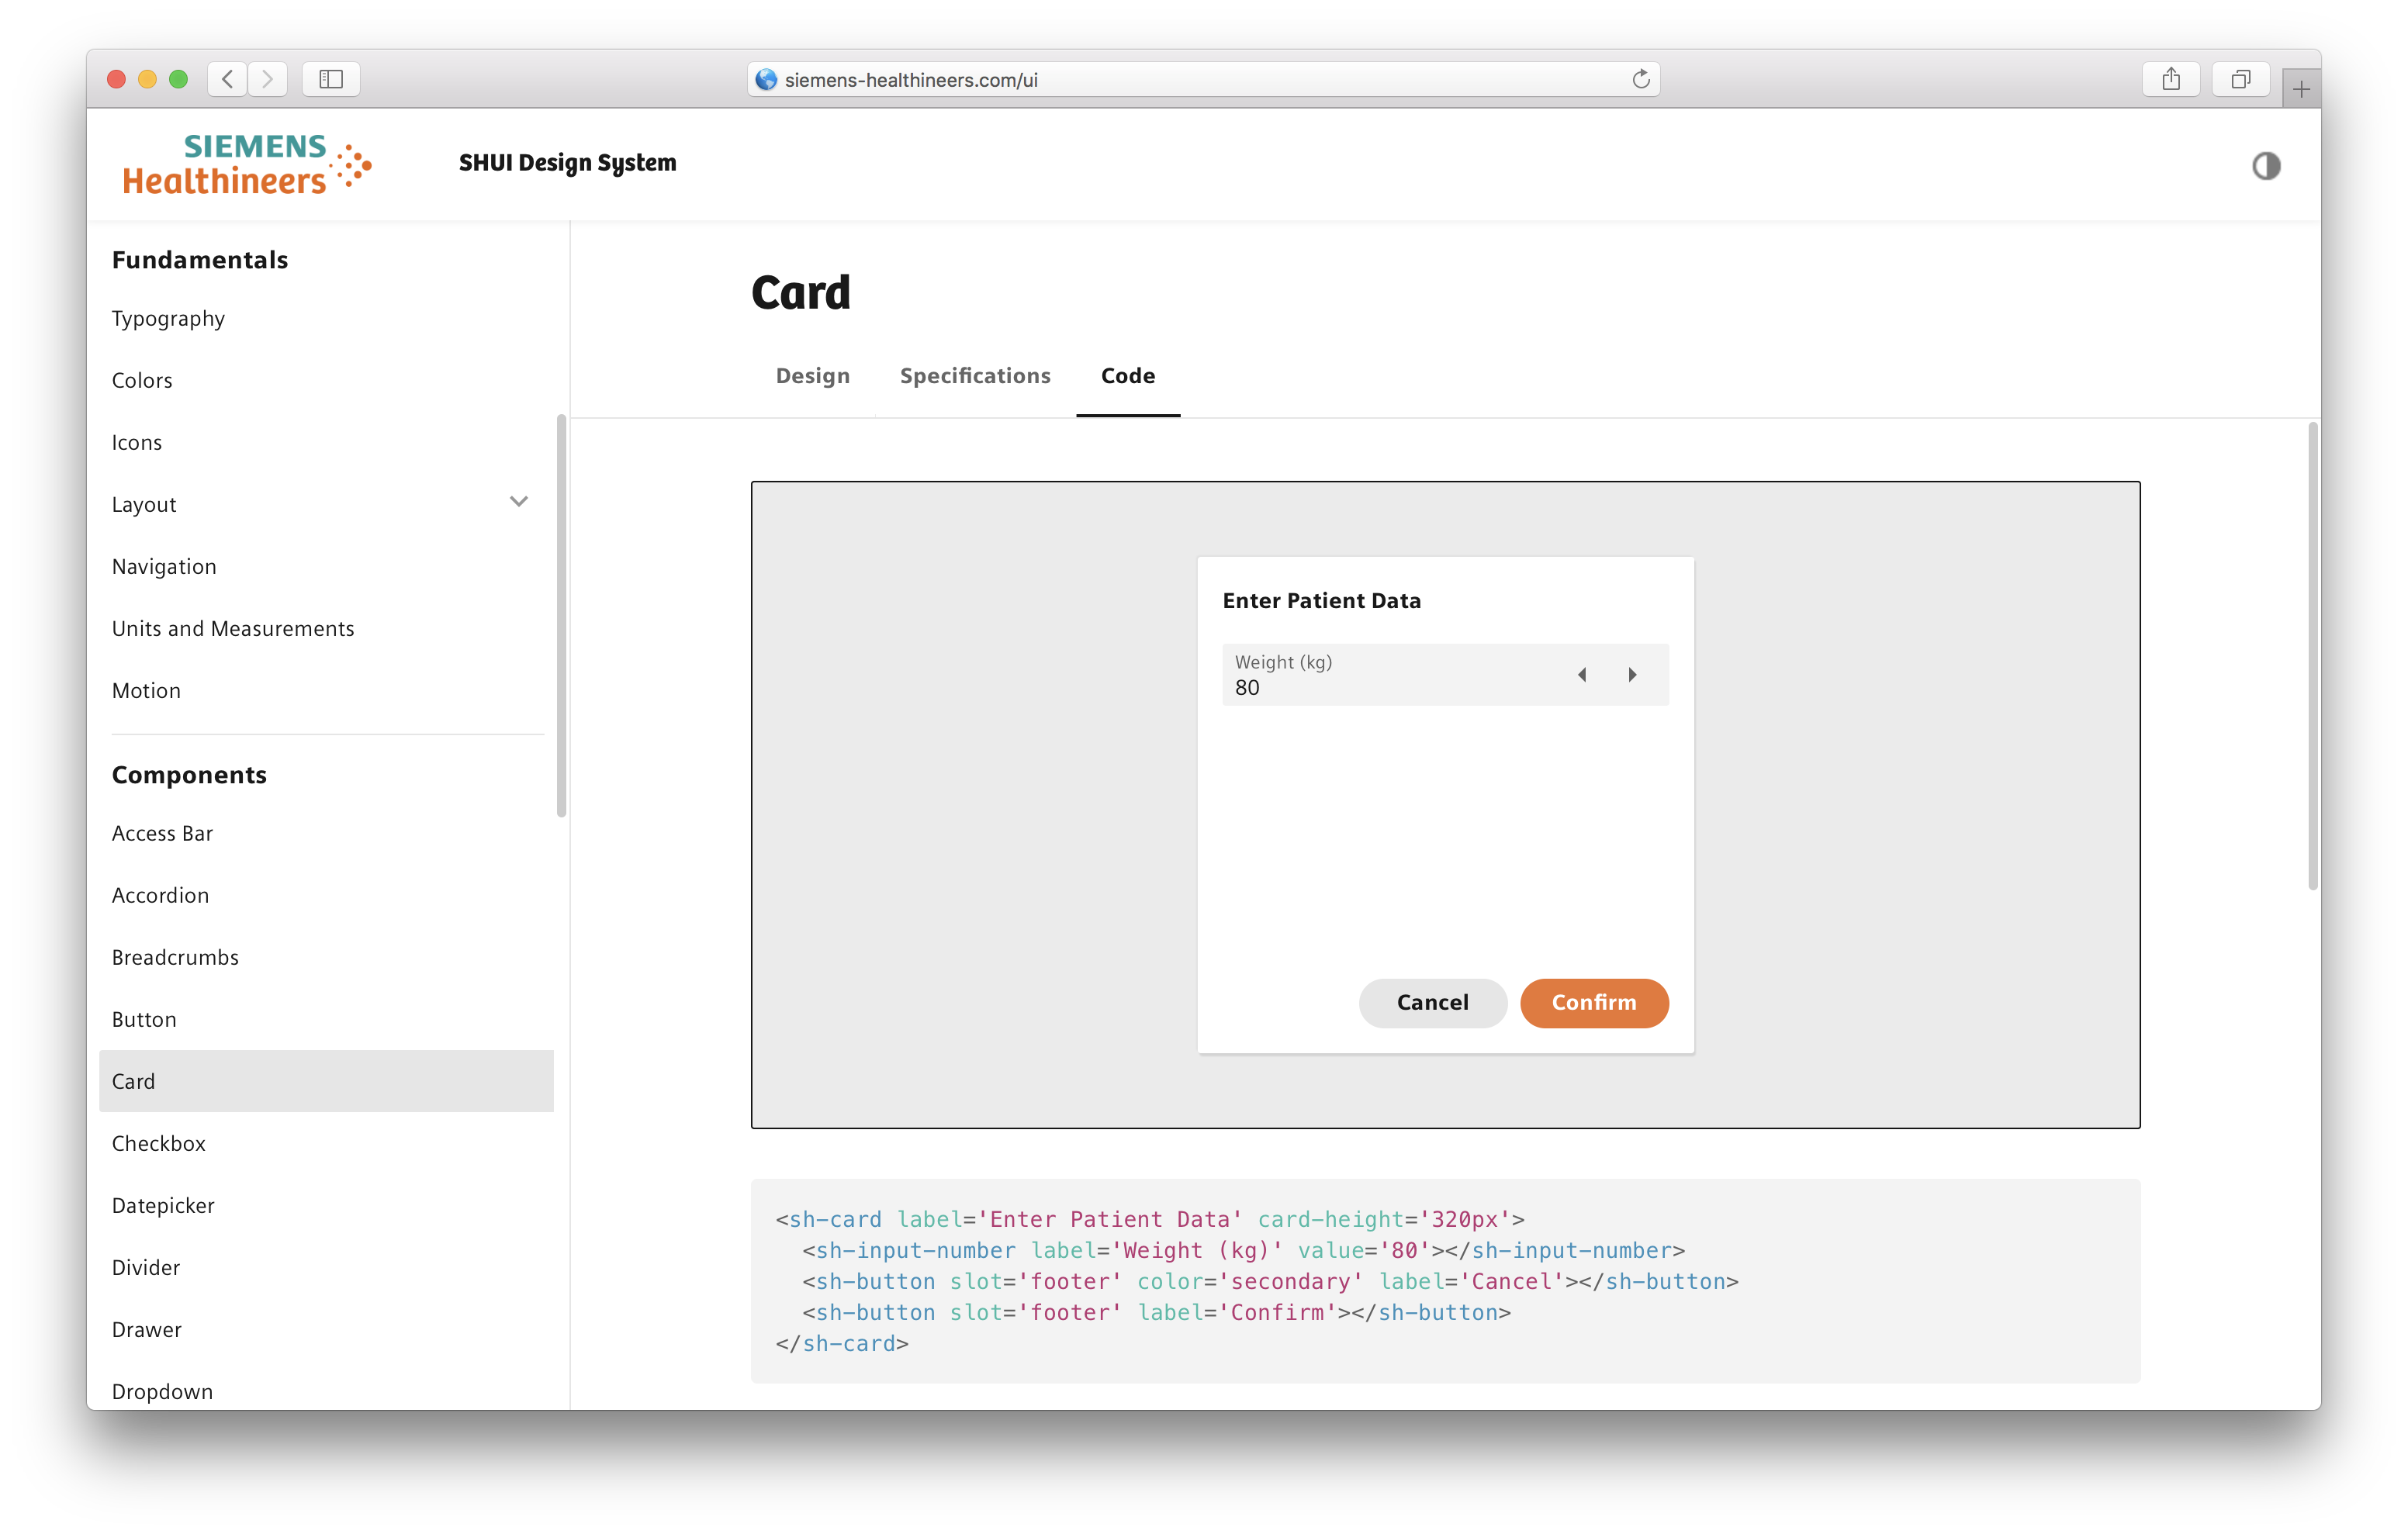 siemens-healthineers.com/ui
SIEMENS
Healthineers
SHUI Design System
Fundamentals
Typography
Colors
Icons
Layout
Navigation
Units and Measurements
Motion
Components
Access Bar
Accordion
Breadcrumbs
Button
Card
Checkbox
Datepicker
Divider
Drawer
Dropdown
Card
Design Specifications Code
Enter Patient Data
Weight (kg)
80
Cancel Confirm
<sh-card label='Enter Patient Data' card-height='320px'>
  <sh-input-number label='Weight (kg)' value='80'></sh-input-number>
  <sh-button slot='footer' color='secondary' label='Cancel'></sh-button>
  <sh-button slot='footer' label='Confirm'></sh-button>
</sh-card>